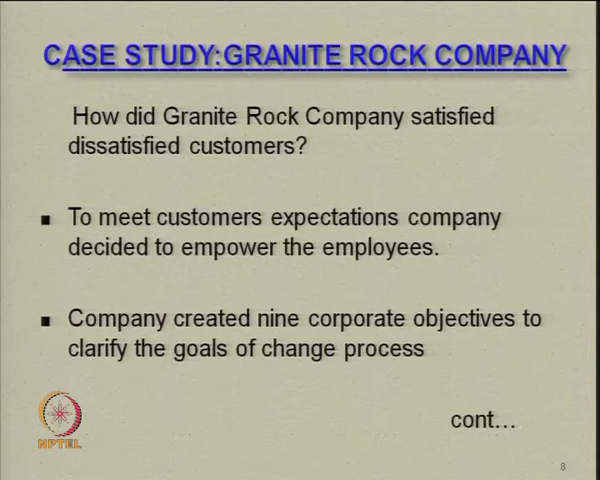 CASE STUDY:GRANITE ROCK COMPANY
How did Granite Rock Company satisfied
dissatisfied customers?
To meet customers expectations company
decided to empower the employees.
Company created nine corporate objectives to
clarify the goals of change process
cont...
NPTEL
8